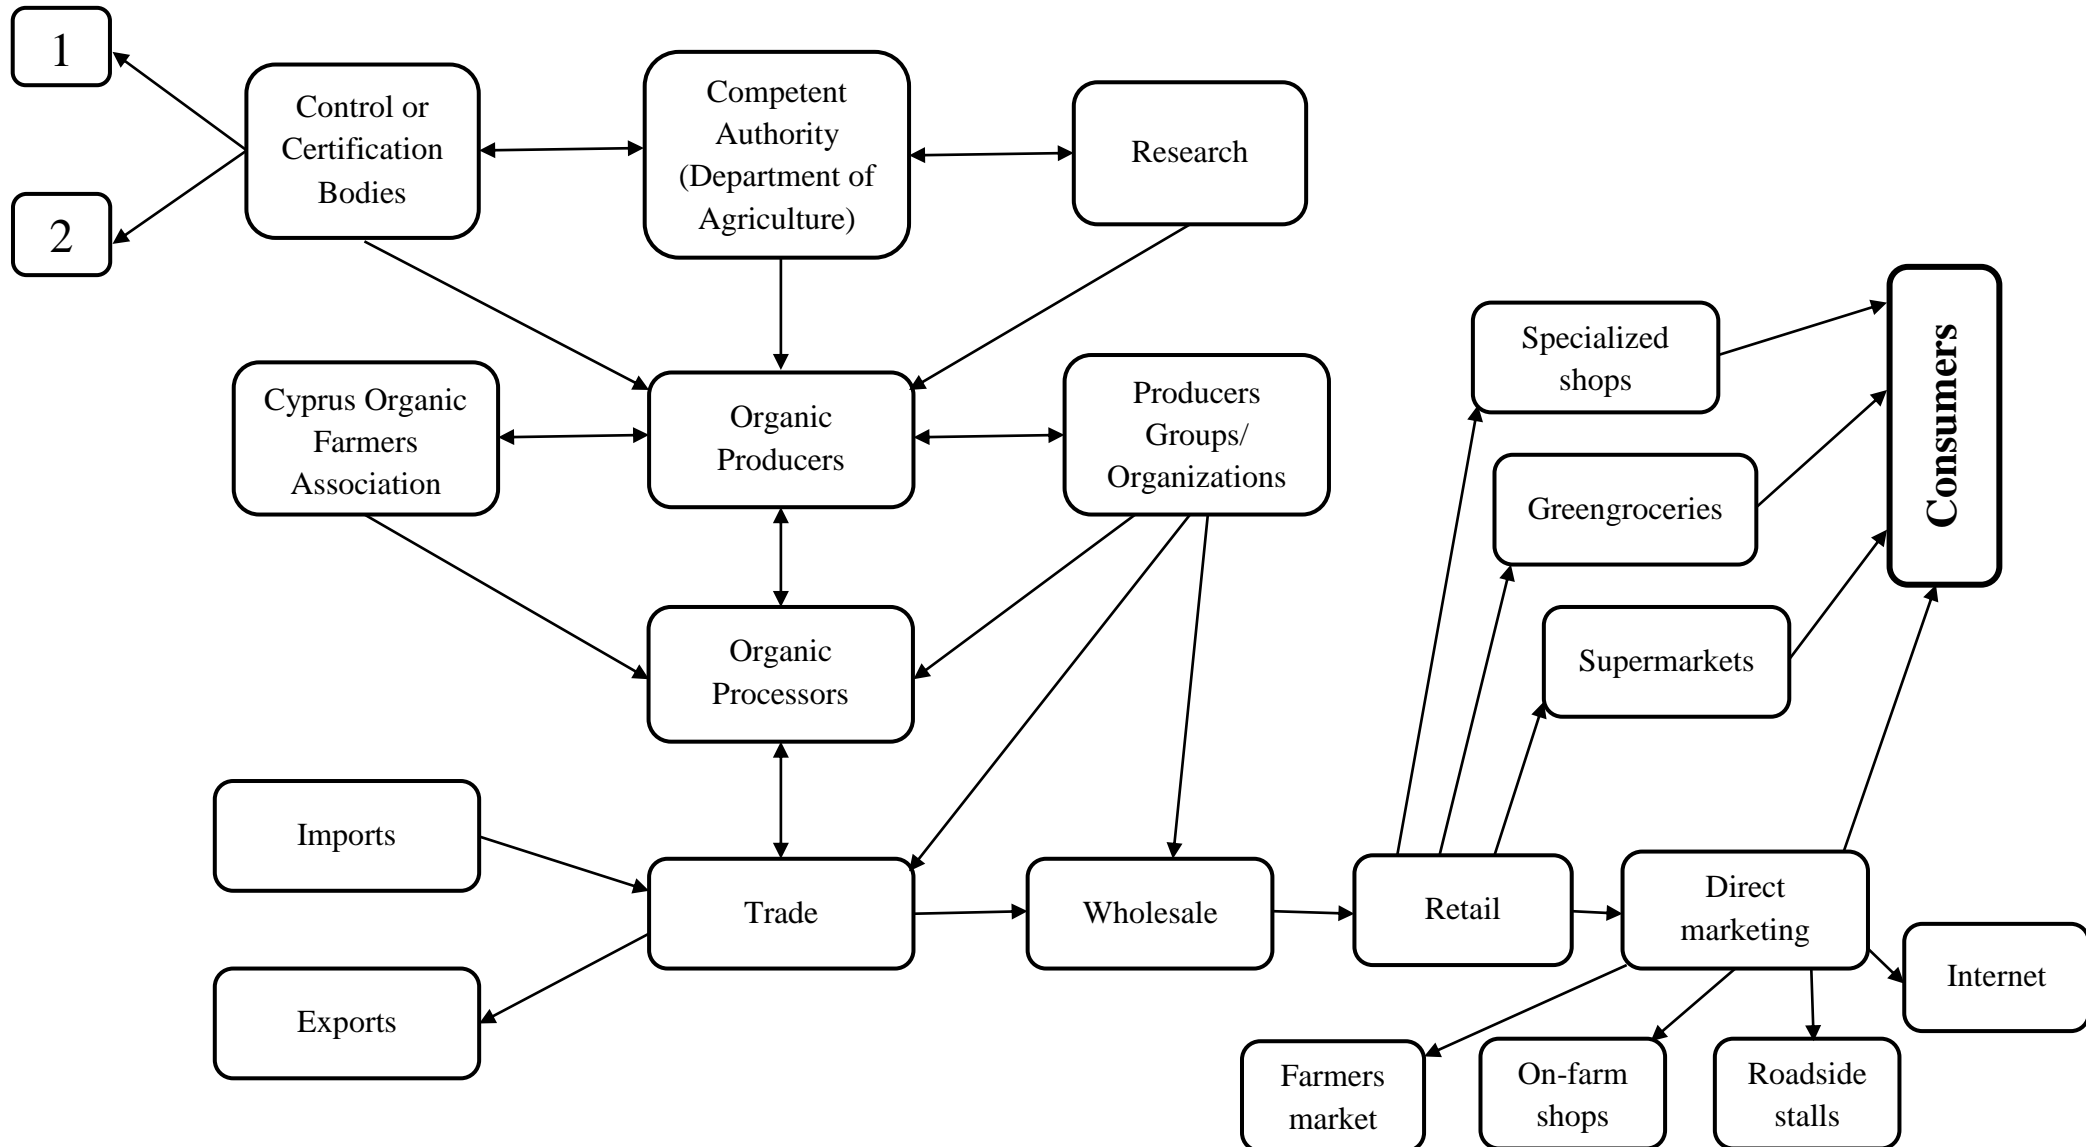 1
2
Control or
Certification
Bodies
Competent
Authority
(Department of
Agriculture)
Research
Cyprus Organic
Farmers
Association
Organic
Producers
Producers
Groups/
Organizations
Specialized
shops
Greengroceries
Supermarkets
Consumers
Organic
Processors
Imports
Exports
Trade
Wholesale
Retail
Direct
marketing
Internet
Farmers
market
On-farm
shops
Roadside
stalls